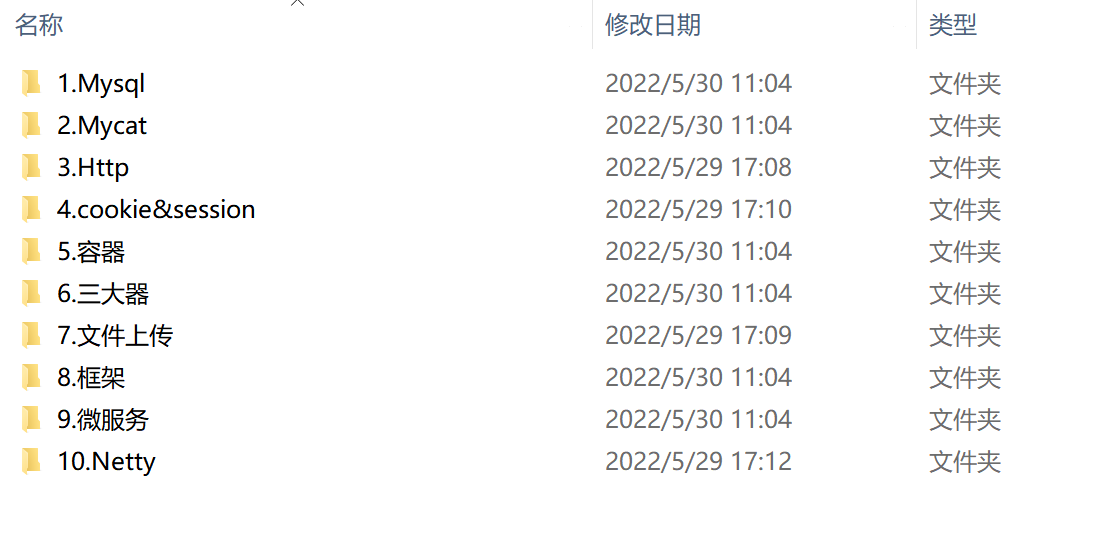 名称 修改日期 类型
1.Mysql 2022/5/30 11:04 文件夹
2.Mycat 2022/5/30 11:04 文件夹
3.Http 2022/5/29 17:08 文件夹
4.cookie&session 2022/5/29 17:10 文件夹
5.容器 2022/5/30 11:04 文件夹
6.三大器 2022/5/30 11:04 文件夹
7.文件上传 2022/5/29 17:09 文件夹
8.框架 2022/5/30 11:04 文件夹
9.微服务 2022/5/30 11:04 文件夹
10.Netty 2022/5/29 17:12 文件夹